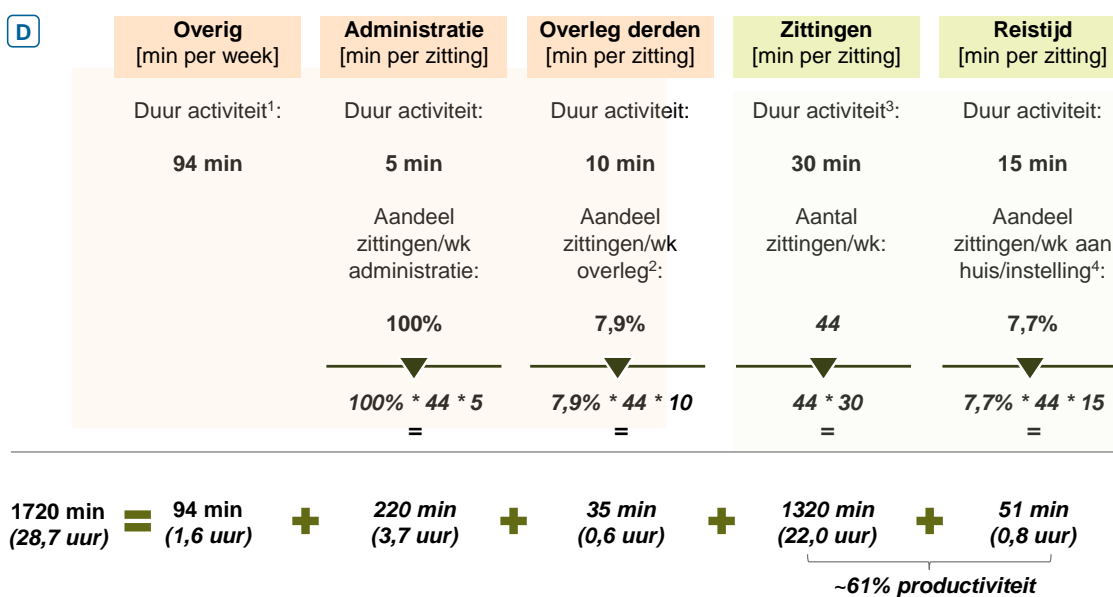 D
Overig
[min per week]
Administratie
[min per zitting]
Overleg derden
[min per zitting]
Zittingen
[min per zitting]
Reistijd
[min per zitting]
Duur activiteit¹:
94 min
Duur activiteit:
5 min
Aandeel
zittingen/wk
administratie:
100%
100% * 44 * 5
=
Duur activiteit:
10 min
Aandeel
zittingen/wk
overleg²:
7,9%
7,9% * 44 * 10
=
Duur activiteit³:
30 min
Aantal
zittingen/wk:
44
44 * 30
=
Duur activiteit:
15 min
Aandeel
zittingen/wk aan
huis/instelling⁴:
7,7%
7,7% * 44 * 15
=
1720 min = 94 min + 220 min + 35 min + 1320 min + 51 min
(28,7 uur) (1,6 uur) (3,7 uur) (0,6 uur) (22,0 uur) (0,8 uur)
~61% productiviteit